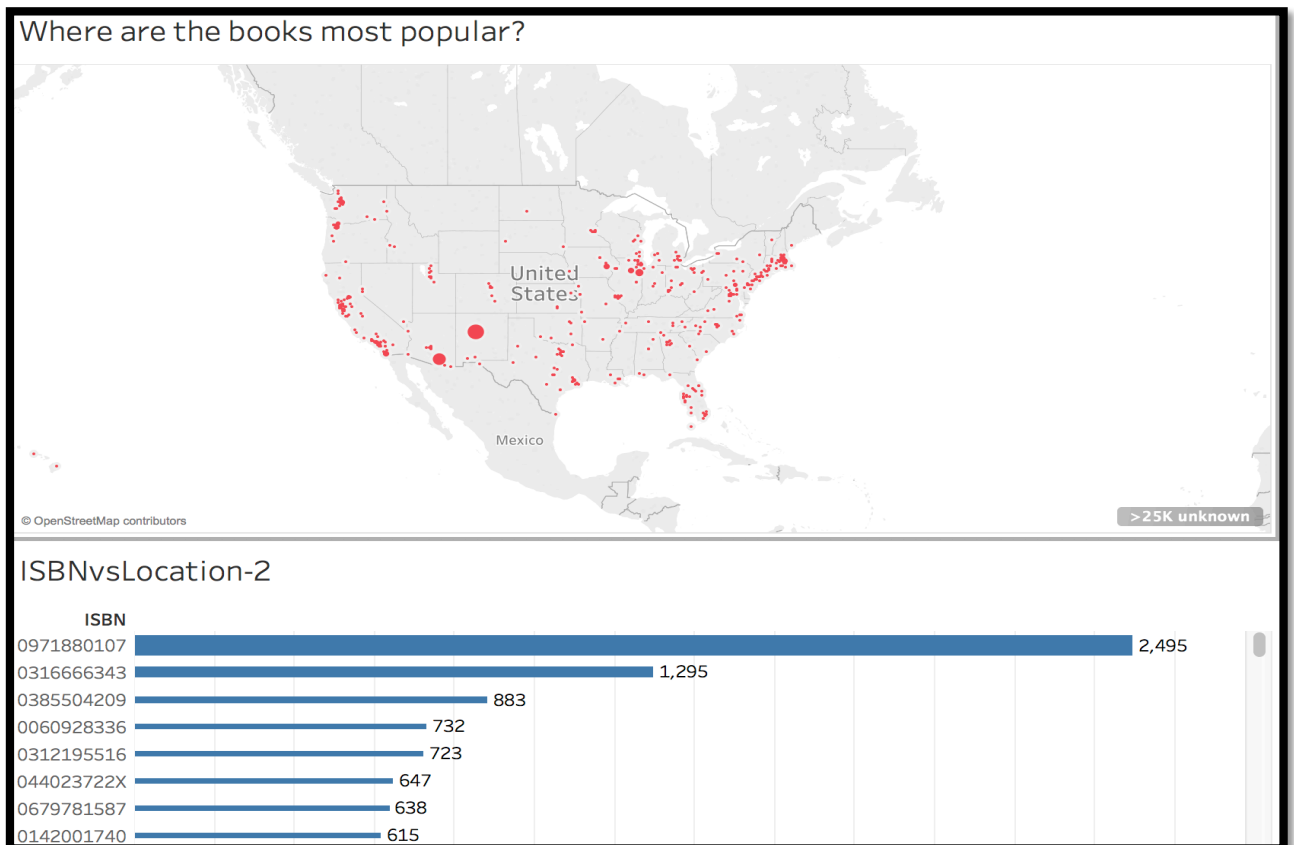 Where are the books most popular?
United
States
Mexico
© OpenStreetMap contributors
>25K unknown
ISBNvsLocation-2
ISBN
0971880107 2,495
0316666343 1,295
0385504209 883
0060928336 732
0312195516 723
044023722X 647
0679781587 638
0142001740 615